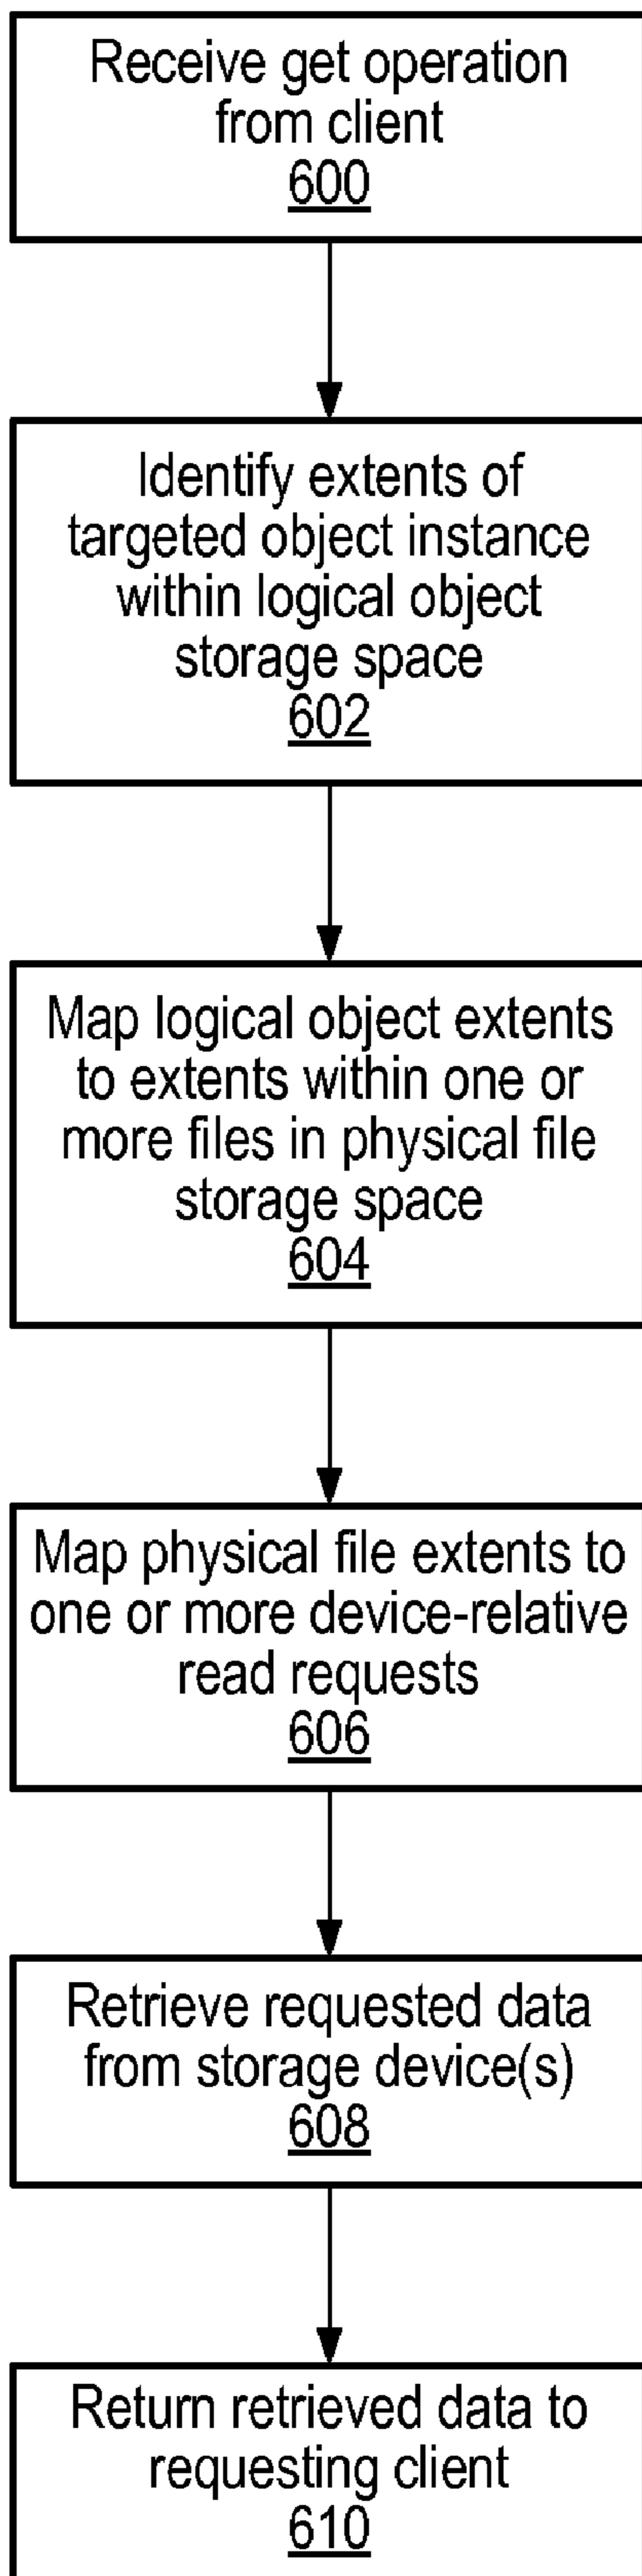 Receive get operation
from client
600
Identify extents of
targeted object instance
within logical object
storage space
602
Map logical object extents
to extents within one or
more files in physical file
storage space
604
Map physical file extents to
one or more device-relative
read requests
606
Retrieve requested data
from storage device(s)
608
Return retrieved data to
requesting client
610